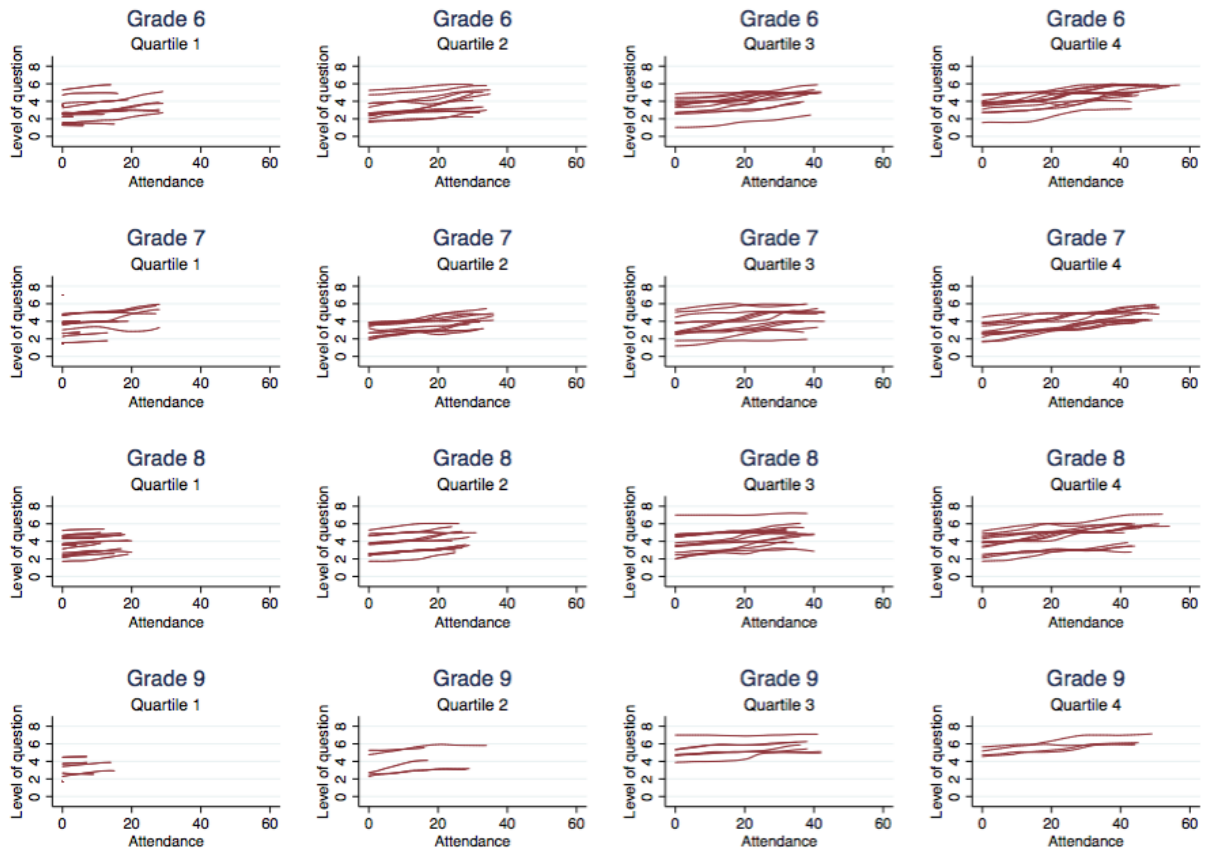 Grade 6 Grade 6 Grade 6 Grade 6
Quartile 1 Quartile 2 Quartile 3 Quartile 4
Level of question Level of question Level of question Level of question
8 8 8 8
6 6 6 6
4 4 4 4
2 2 2 2
0 0 0 0
0 20 40 60 0 20 40 60 0 20 40 60 0 20 40 60
Attendance Attendance Attendance Attendance
Grade 7 Grade 7 Grade 7 Grade 7
Quartile 1 Quartile 2 Quartile 3 Quartile 4
Level of question Level of question Level of question Level of question
8 8 8 8
6 6 6 6
4 4 4 4
2 2 2 2
0 0 0 0
0 20 40 60 0 20 40 60 0 20 40 60 0 20 40 60
Attendance Attendance Attendance Attendance
Grade 8 Grade 8 Grade 8 Grade 8
Quartile 1 Quartile 2 Quartile 3 Quartile 4
Level of question Level of question Level of question Level of question
8 8 8 8
6 6 6 6
4 4 4 4
2 2 2 2
0 0 0 0
0 20 40 60 0 20 40 60 0 20 40 60 0 20 40 60
Attendance Attendance Attendance Attendance
Grade 9 Grade 9 Grade 9 Grade 9
Quartile 1 Quartile 2 Quartile 3 Quartile 4
Level of question Level of question Level of question Level of question
8 8 8 8
6 6 6 6
4 4 4 4
2 2 2 2
0 0 0 0
0 20 40 60 0 20 40 60 0 20 40 60 0 20 40 60
Attendance Attendance Attendance Attendance